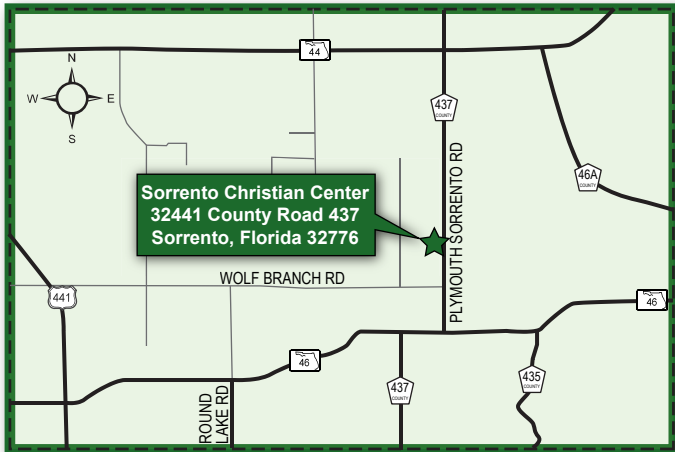 44
N
W E
S
437
COUNTY
46A
COUNTY
Sorrento Christian Center
32441 County Road 437
Sorrento, Florida 32776
PLYMOUTH SORRENTO RD
WOLF BRANCH RD
441
46
46
437
COUNTY
435
COUNTY
ROUND
LAKE RD